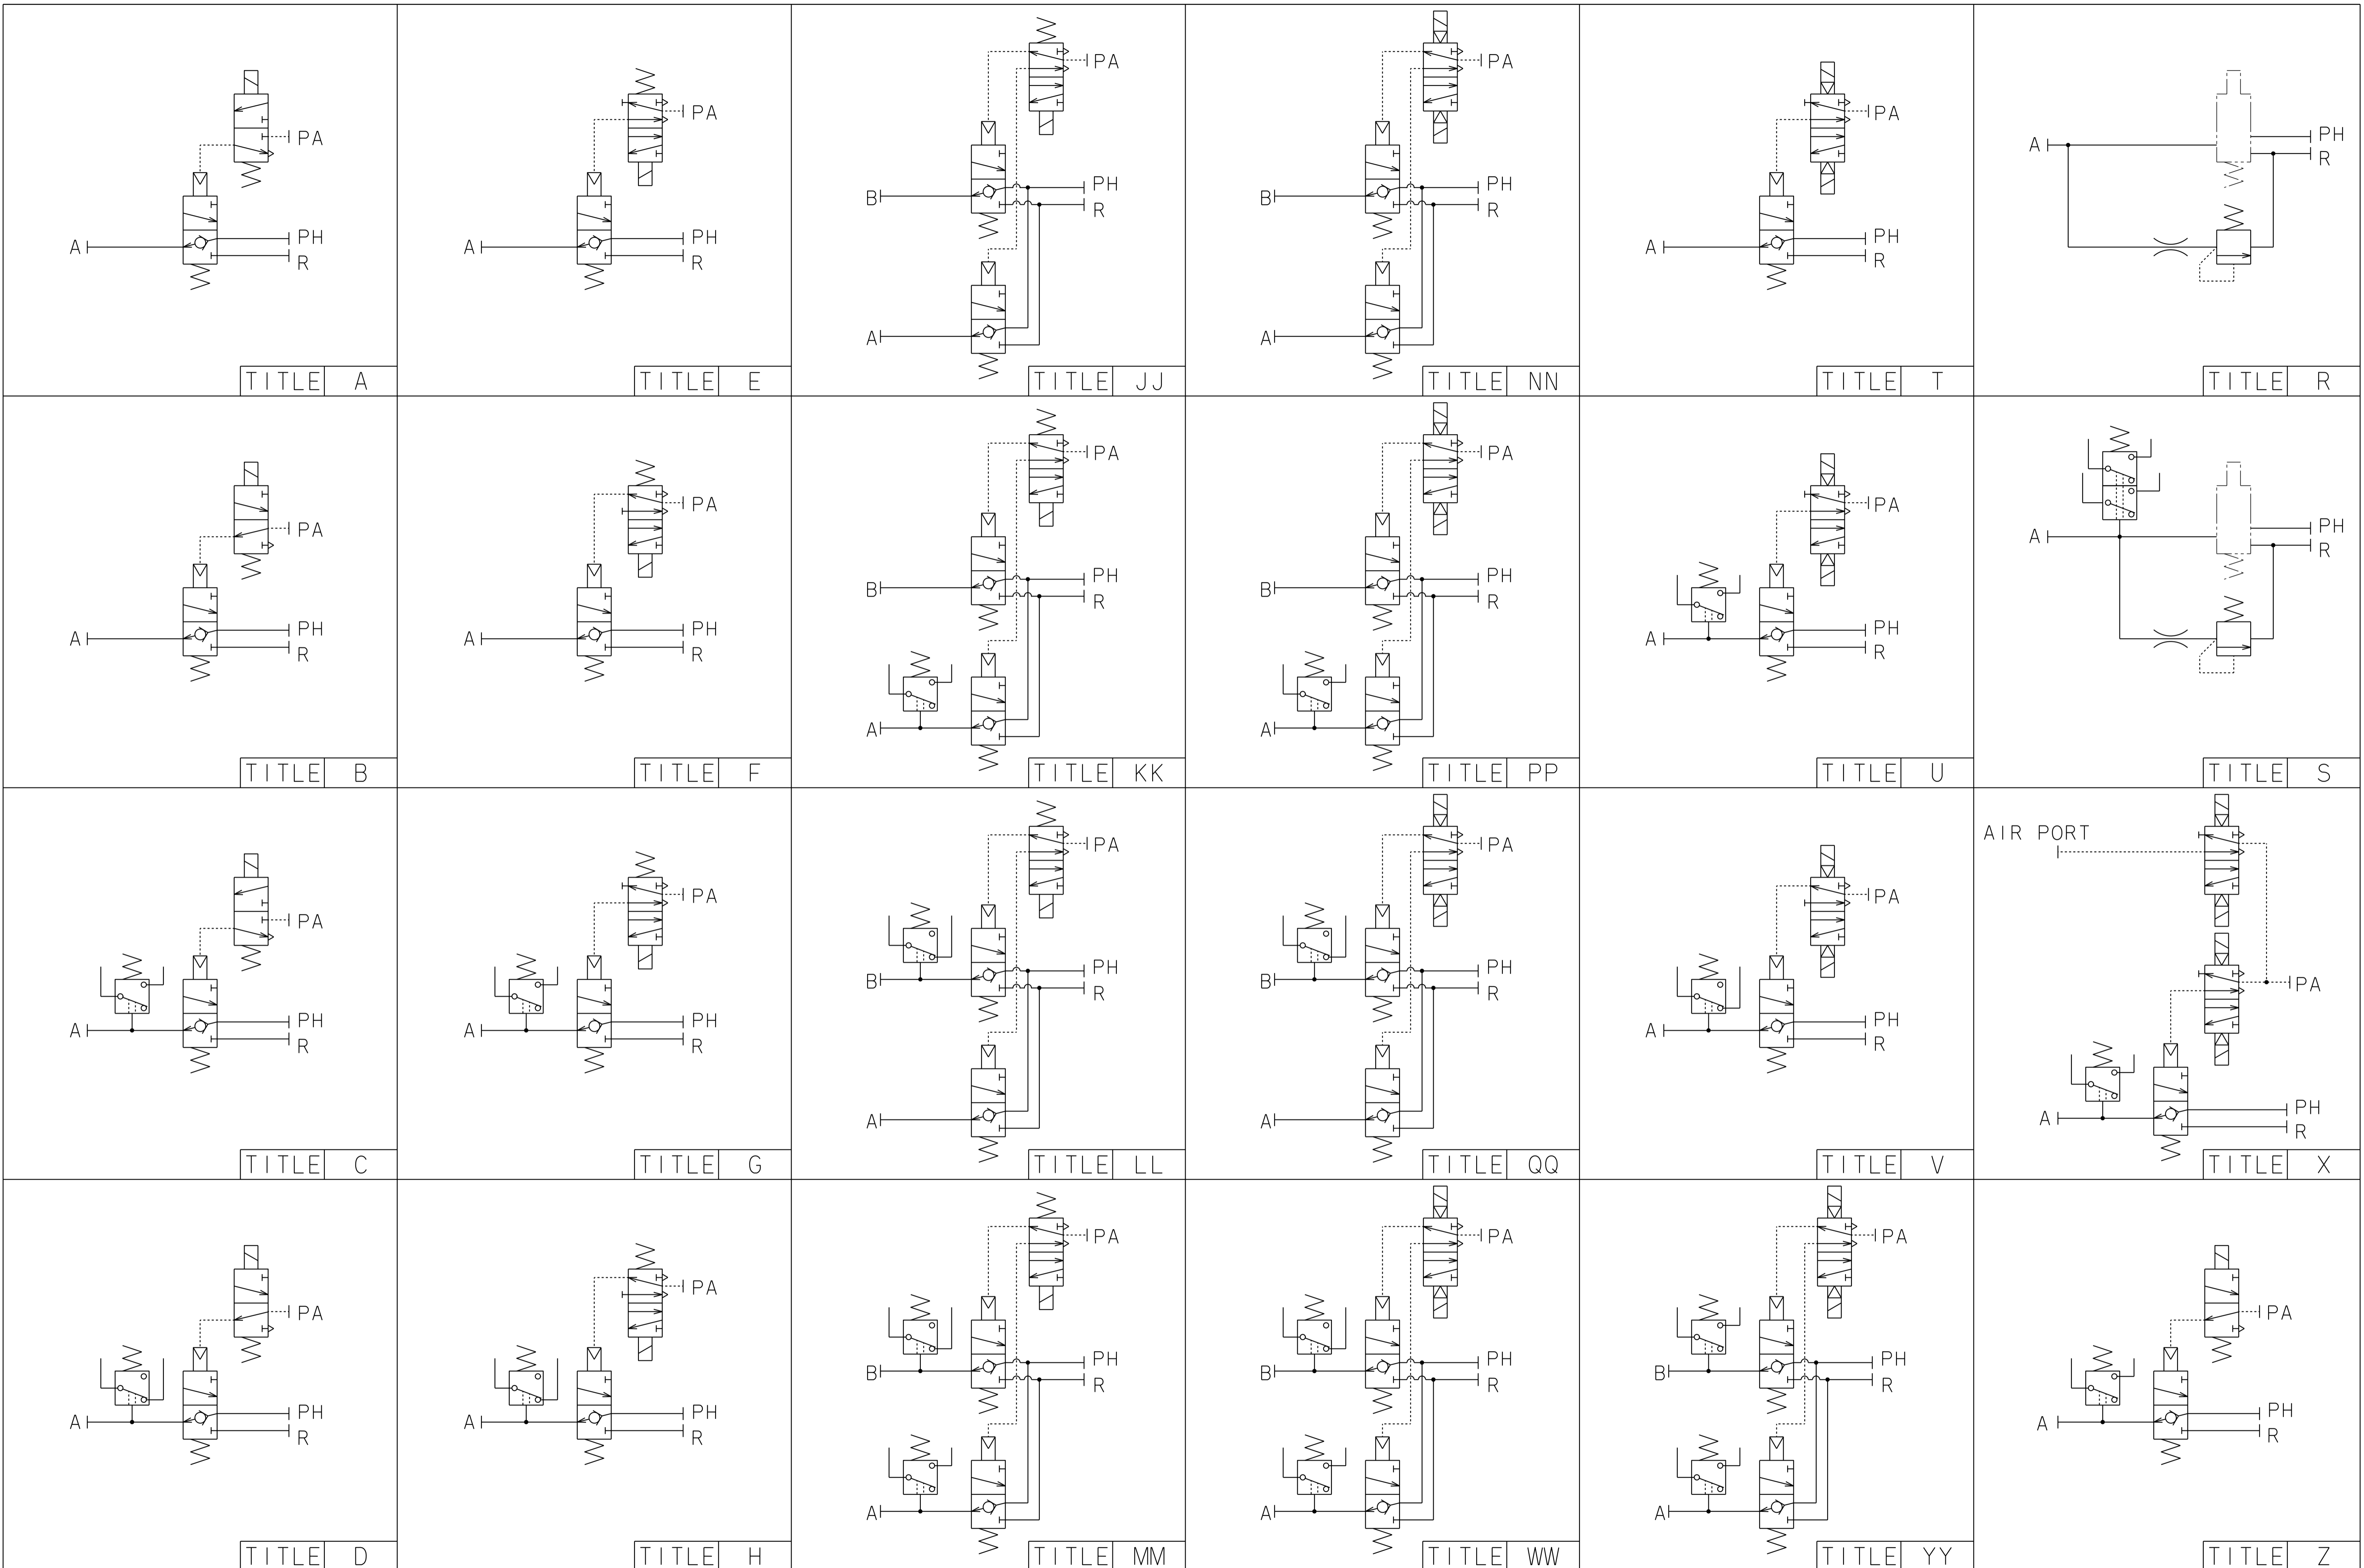 PA
A
PH
R
TITLE A
PA
A
PH
R
TITLE E
PA
B
PH
R
A
TITLE JJ
PA
B
PH
R
A
TITLE NN
PA
A
PH
R
TITLE T
A
PH
R
TITLE R
PA
A
PH
R
TITLE B
PA
A
PH
R
TITLE F
PA
B
PH
R
A
TITLE KK
PA
B
PH
R
A
TITLE PP
PA
A
PH
R
TITLE U
A
PH
R
TITLE S
PA
A
PH
R
TITLE C
PA
A
PH
R
TITLE G
PA
B
PH
R
A
TITLE LL
PA
B
PH
R
A
TITLE QQ
PA
A
PH
R
TITLE V
AIR PORT
PA
A
PH
R
TITLE X
PA
A
PH
R
TITLE D
PA
A
PH
R
TITLE H
PA
B
PH
R
A
TITLE MM
PA
B
PH
R
A
TITLE WW
PA
B
PH
R
A
TITLE YY
PA
A
PH
R
TITLE Z